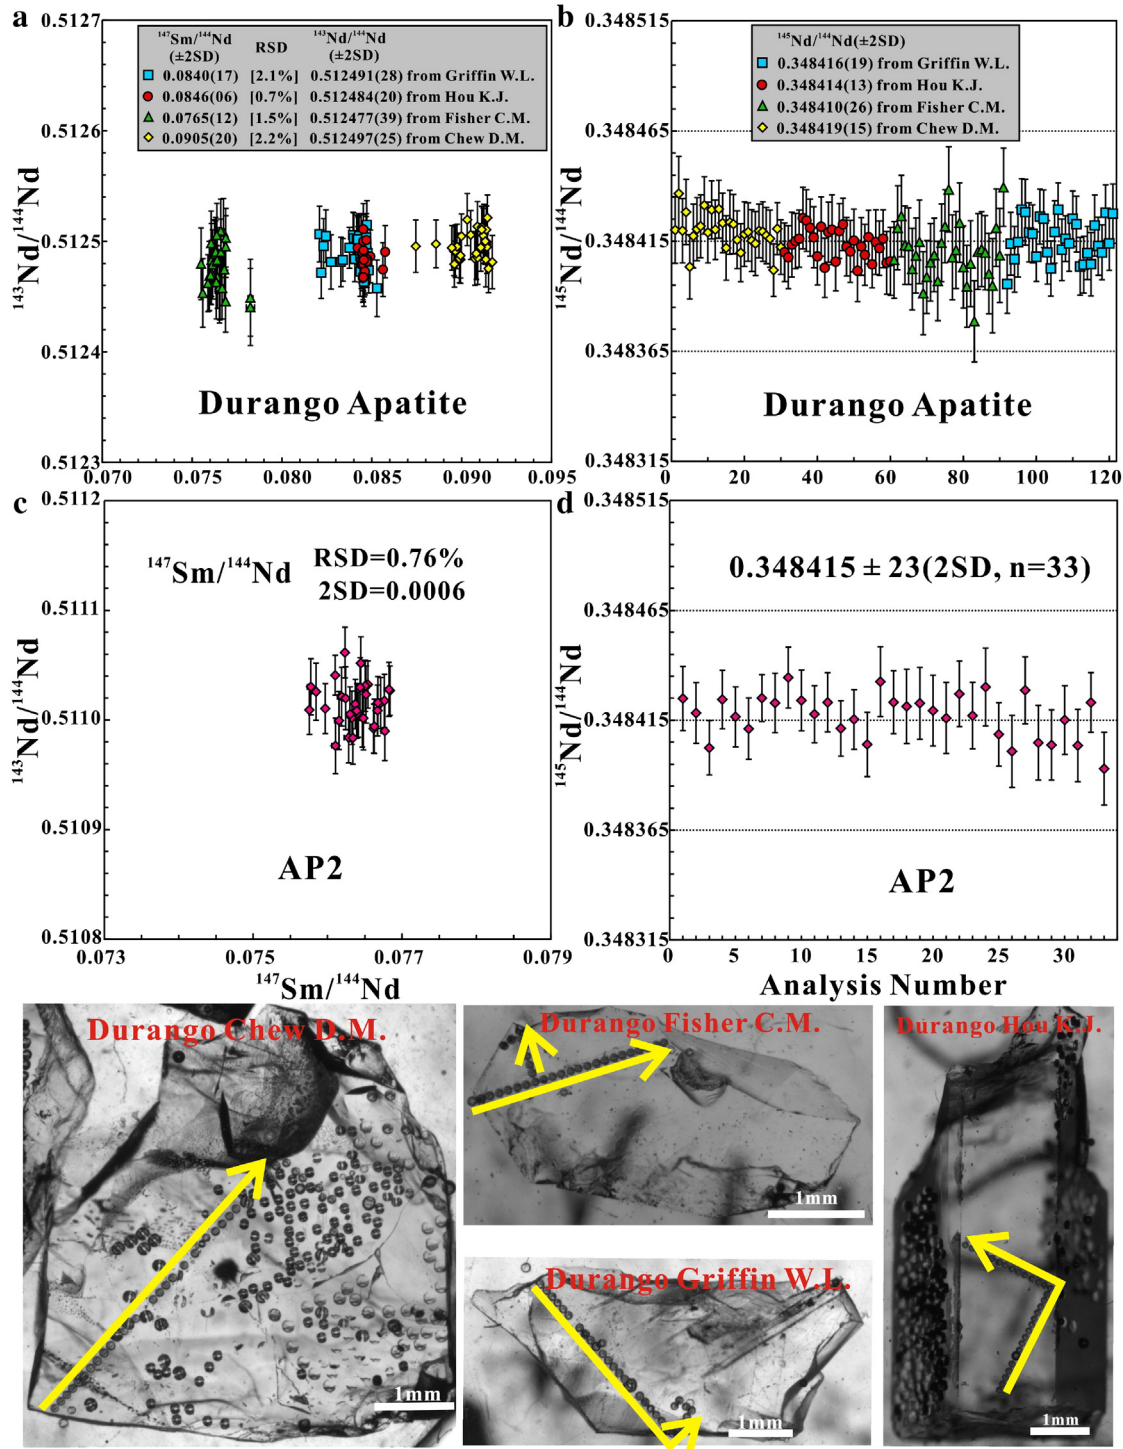 a
0.5127
0.5126
0.5125
0.5124
0.5123
¹⁴³Nd/¹⁴⁴Nd
¹⁴⁷Sm/¹⁴⁴Nd RSD ¹⁴³Nd/¹⁴⁴Nd
(±2SD) (±2SD)
0.0840(17) [2.1%] 0.512491(28) from Griffin W.L.
0.0846(06) [0.7%] 0.512484(20) from Hou K.J.
0.0765(12) [1.5%] 0.512477(39) from Fisher C.M.
0.0905(20) [2.2%] 0.512497(25) from Chew D.M.
Durango Apatite
0.070 0.075 0.080 0.085 0.090 0.095
b
0.348515
0.348465
0.348415
0.348365
0.348315
¹⁴⁵Nd/¹⁴⁴Nd
¹⁴⁵Nd/¹⁴⁴Nd(±2SD)
0.348416(19) from Griffin W.L.
0.348414(13) from Hou K.J.
0.348410(26) from Fisher C.M.
0.348419(15) from Chew D.M.
Durango Apatite
0 20 40 60 80 100 120
c
0.5112
0.5111
0.5110
0.5109
0.5108
¹⁴³Nd/¹⁴⁴Nd
¹⁴⁷Sm/¹⁴⁴Nd
RSD=0.76%
2SD=0.0006
AP2
0.073 0.075 0.077 0.079
¹⁴⁷Sm/¹⁴⁴Nd
d
0.348515
0.348465
0.348415
0.348365
0.348315
¹⁴⁵Nd/¹⁴⁴Nd
0.348415 ± 23(2SD, n=33)
AP2
0 5 10 15 20 25 30
Analysis Number
Durango Chew D.M.
1mm
Durango Fisher C.M.
1mm
Durango Griffin W.L.
1mm
Durango Hou K.J.
1mm